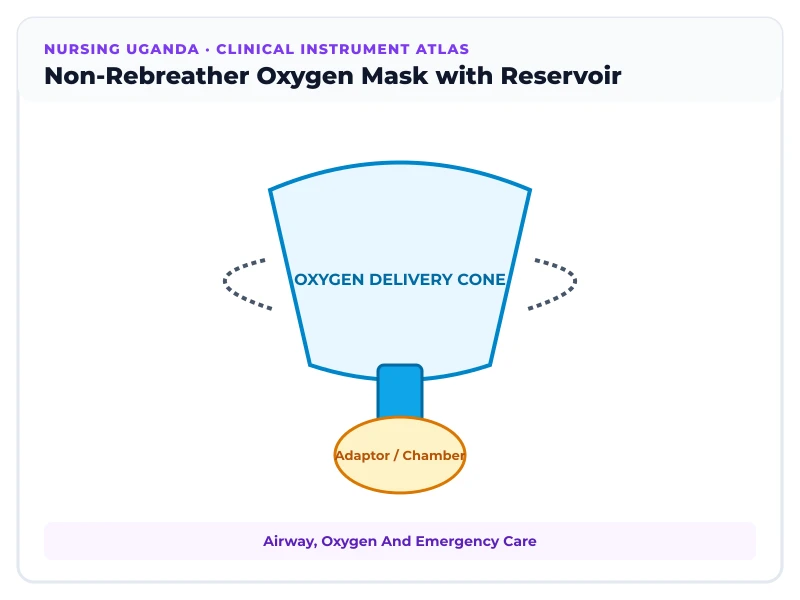 NURSING UGANDA · CLINICAL INSTRUMENT ATLAS
Non-Rebreather Oxygen Mask with Reservoir
OXYGEN DELIVERY CONE
Adaptor / Chamber
Airway, Oxygen And Emergency Care